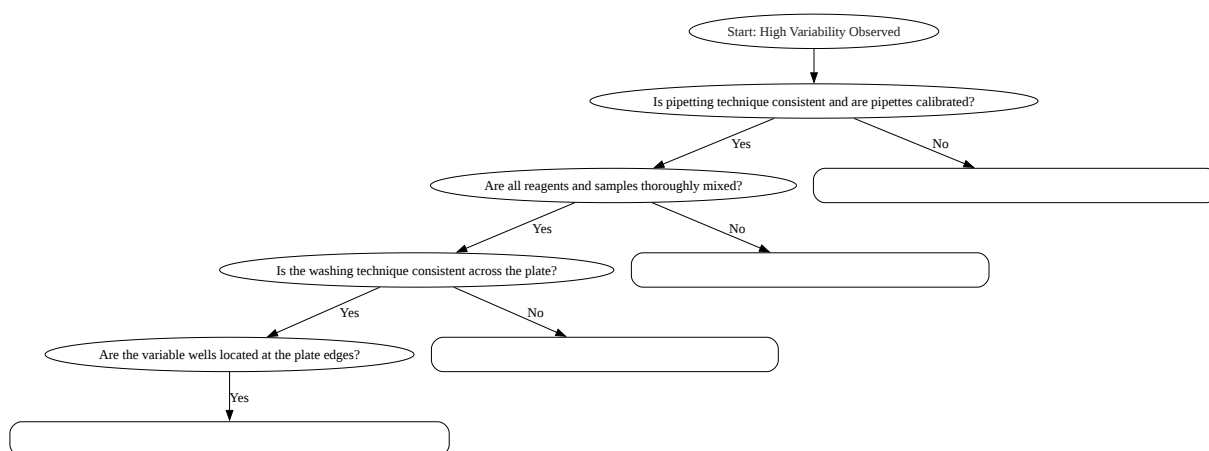 Start: High Variability Observed
Is pipetting technique consistent and are pipettes calibrated?
Yes
No
Are all reagents and samples thoroughly mixed?
Yes
No
Is the washing technique consistent across the plate?
Yes
No
Are the variable wells located at the plate edges?
Yes